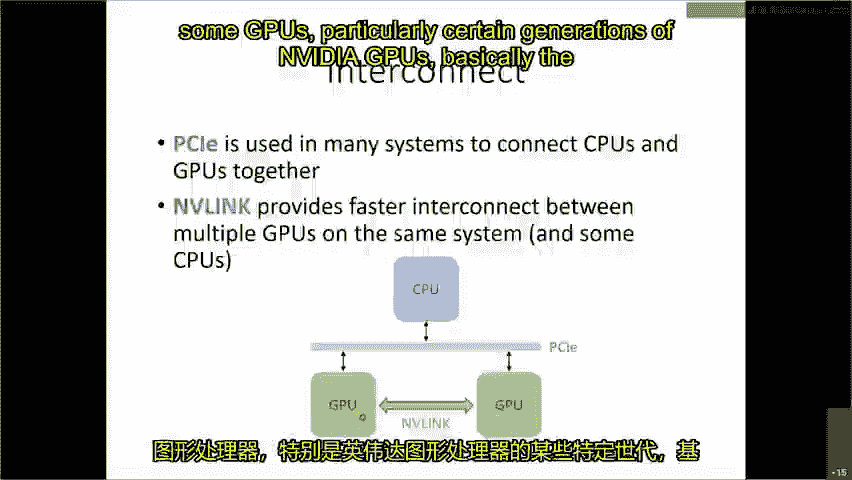 some GPUs, particularly certain generations of
NVIDIA GPUs, basically the
Interconnect
• PCIe is used in many systems to connect CPUs and
GPUs together
• NVLINK provides faster interconnect between
multiple GPUs on the same system (and some
CPUs)
CPU
PCIe
GPU
GPU
NVLINK
图形处理器，特别是英伟达图形处理器的某些特定世代，基
-15